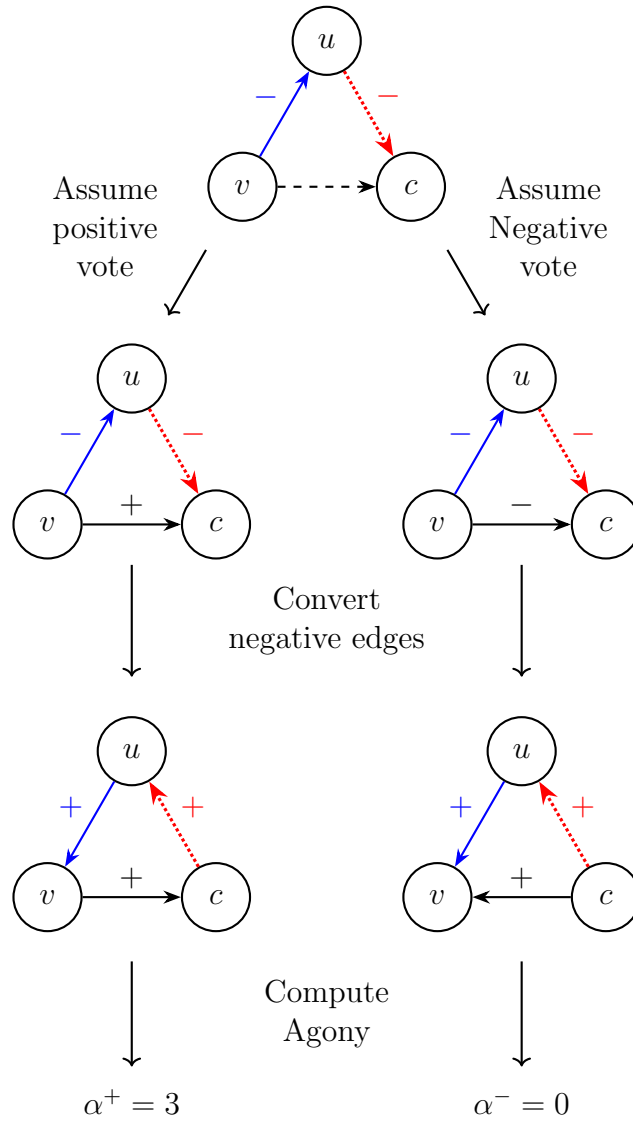 u
− −
v c
Assume
positive
vote
Assume
Negative
vote
u u
− − − −
v + c v − c
Convert
negative edges
u u
+ + + +
v + c v + c
Compute
Agony
α⁺ = 3 α⁻ = 0